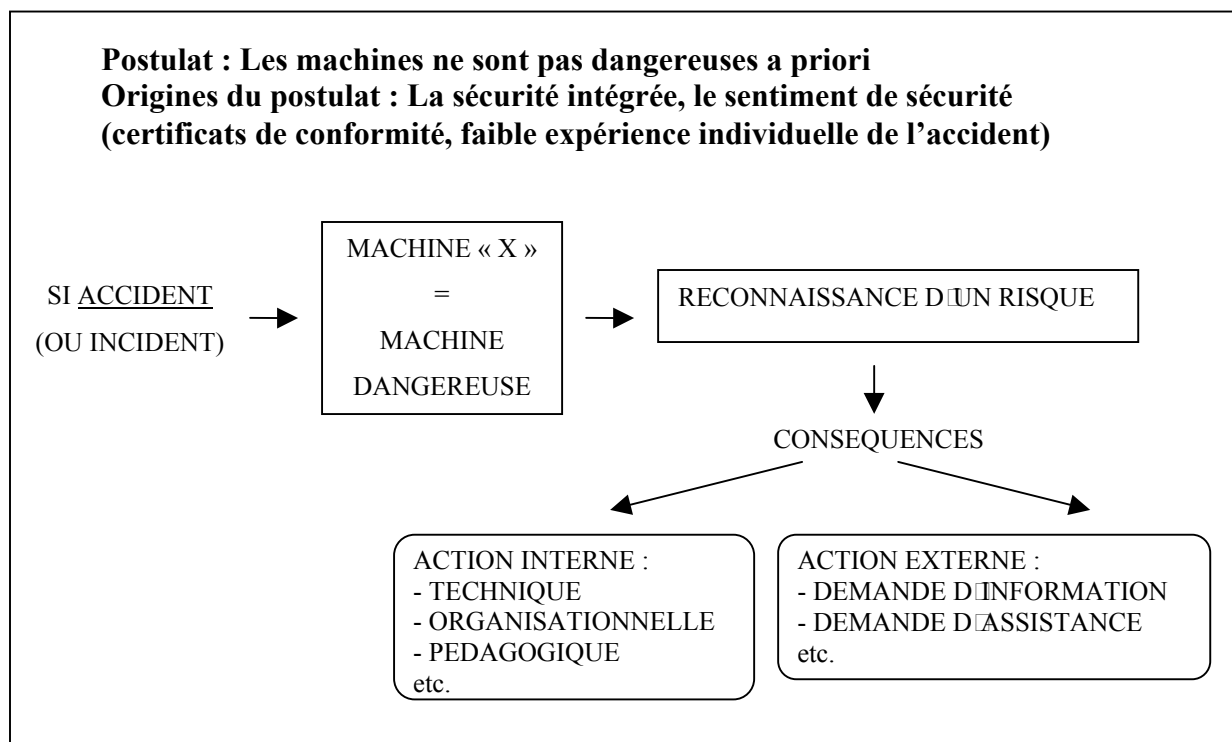 Postulat : Les machines ne sont pas dangereuses a priori
Origines du postulat : La sécurité intégrée, le sentiment de sécurité
(certificats de conformité, faible expérience individuelle de l’accident)
SI ACCIDENT
(OU INCIDENT)
MACHINE « X »
=
MACHINE
DANGEREUSE
RECONNAISSANCE D�UN RISQUE
CONSEQUENCES
ACTION INTERNE :
- TECHNIQUE
- ORGANISATIONNELLE
- PEDAGOGIQUE
etc.
ACTION EXTERNE :
- DEMANDE D�INFORMATION
- DEMANDE D�ASSISTANCE
etc.